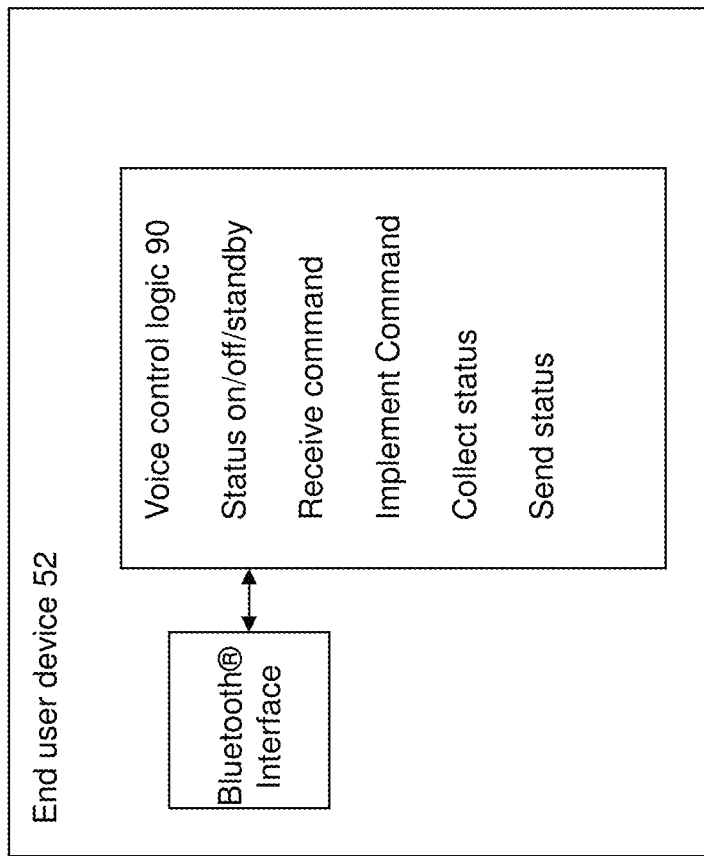 End user device 52
Bluetooth®
Interface
Voice control logic 90
Status on/off/standby
Receive command
Implement Command
Collect status
Send status